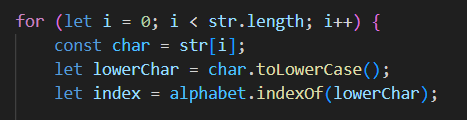 for (let i = 0; i < str.length; i++) {
    const char = str[i];
    let lowerChar = char.toLowerCase();
    let index = alphabet.indexOf(lowerChar);